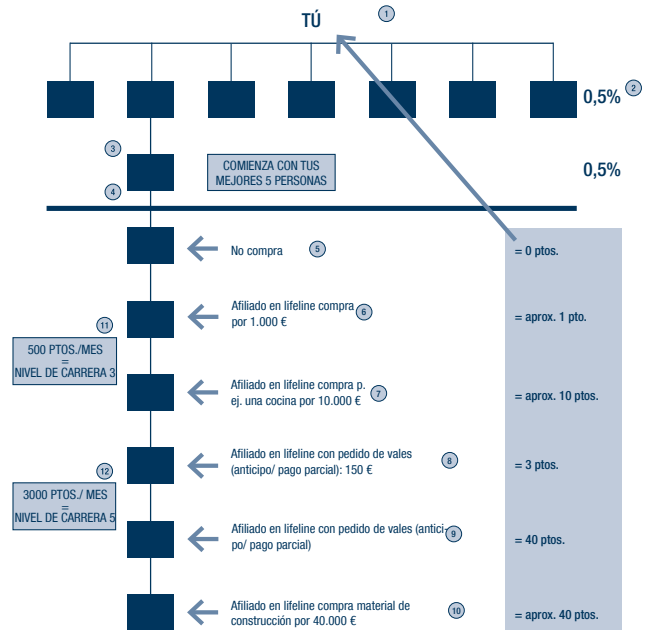 TÚ
1
0,5%
2
3
COMIENZA CON TUS
MEJORES 5 PERSONAS
0,5%
4
No compra
5
= 0 ptos.
Afiliado en lifeline compra
por 1.000 €
6
= aprox. 1 pto.
11
500 PTOS./MES
=
NIVEL DE CARRERA 3
Afiliado en lifeline compra p.
ej. una cocina por 10.000 €
7
= aprox. 10 ptos.
Afiliado en lifeline con pedido de vales
(anticipo/ pago parcial): 150 €
8
= 3 ptos.
12
3000 PTOS./ MES
=
NIVEL DE CARRERA 5
Afiliado en lifeline con pedido de vales (antici-
po/ pago parcial)
9
= 40 ptos.
Afiliado en lifeline compra material de
construcción por 40.000 €
10
= aprox. 40 ptos.